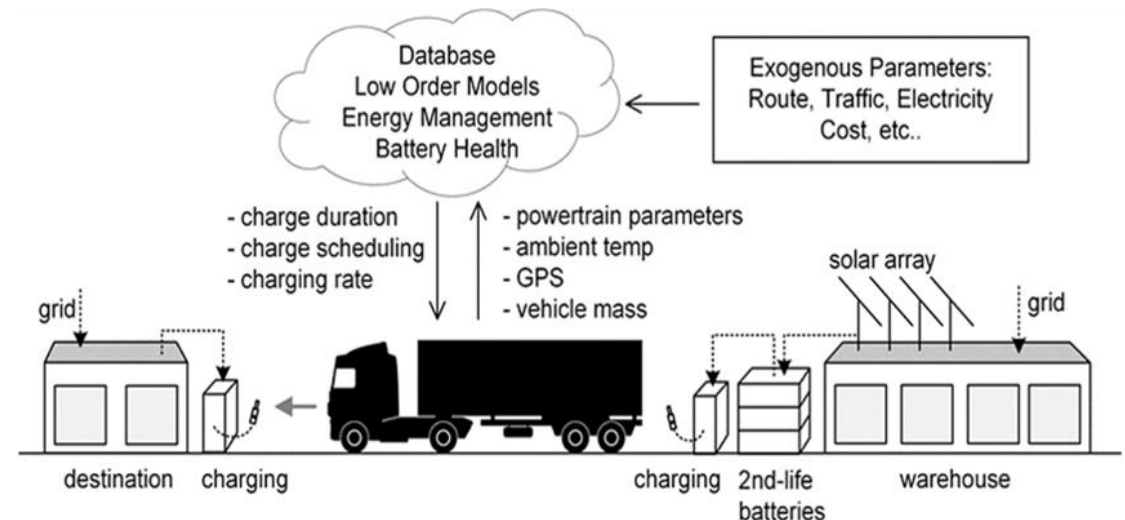 Database
Low Order Models
Energy Management
Battery Health
Exogenous Parameters:
Route, Traffic, Electricity
Cost, etc..
- charge duration
- charge scheduling
- charging rate
- powertrain parameters
- ambient temp
- GPS
- vehicle mass
solar array
grid
grid
destination
charging
charging
2nd-life
batteries
warehouse